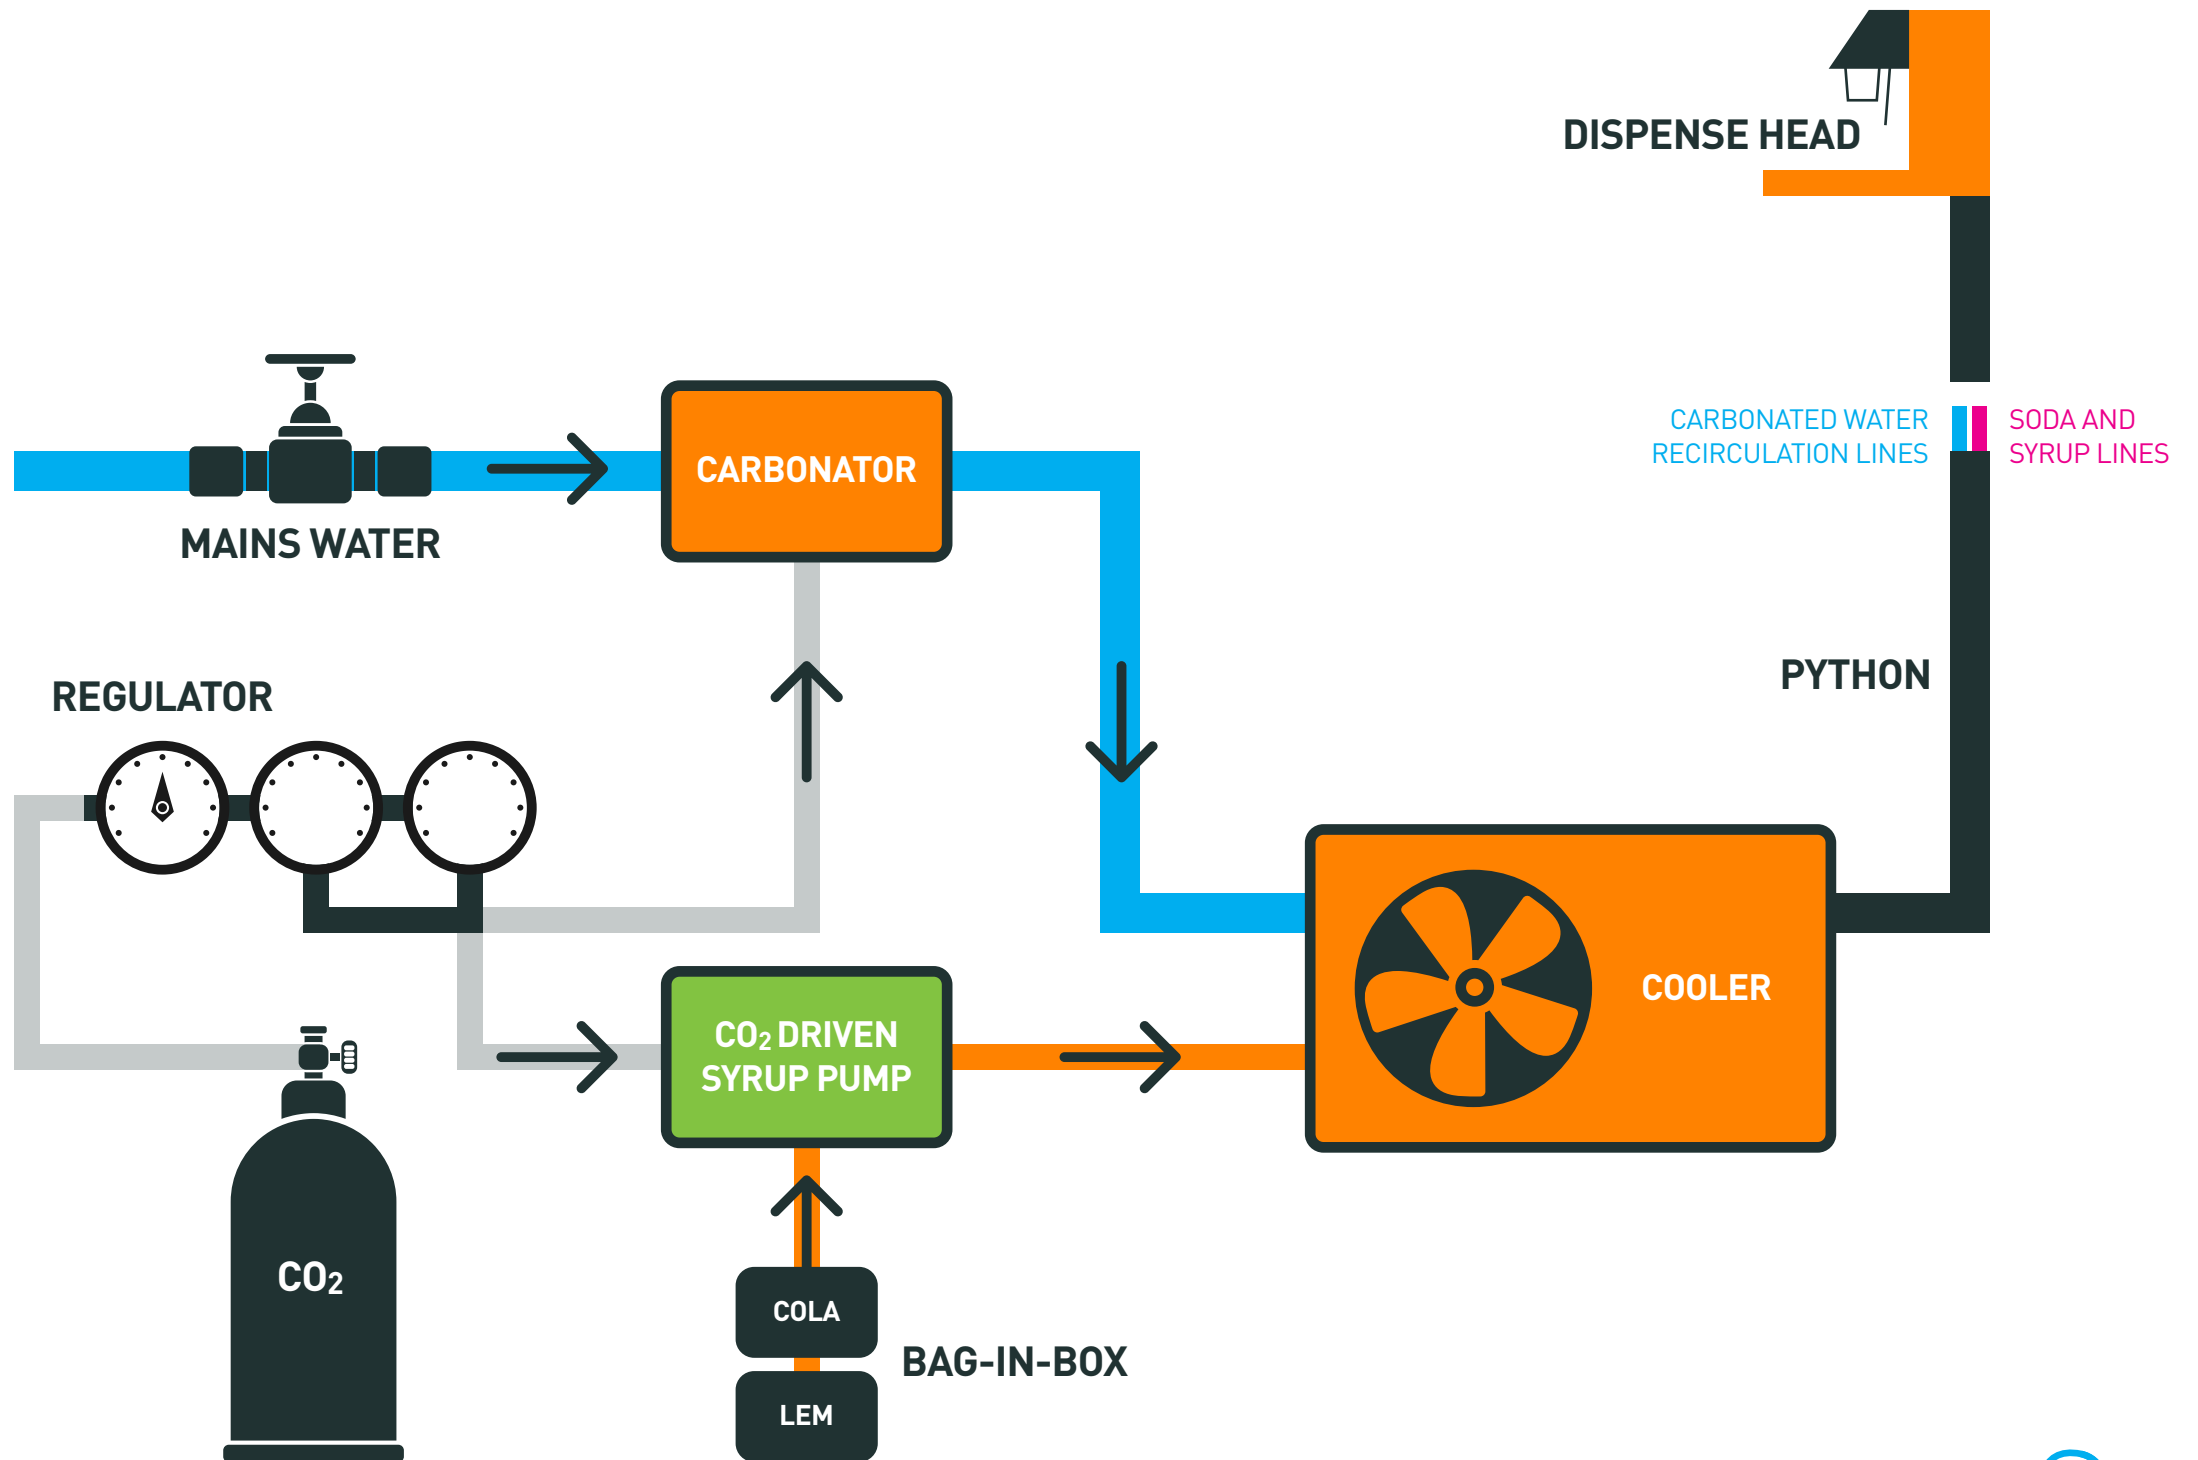 DISPENSE HEAD
CARBONATED WATER
RECIRCULATION LINES
SODA AND
SYRUP LINES
CARBONATOR
MAINS WATER
PYTHON
REGULATOR
COOLER
CO₂ DRIVEN
SYRUP PUMP
CO₂
COLA
BAG-IN-BOX
LEM